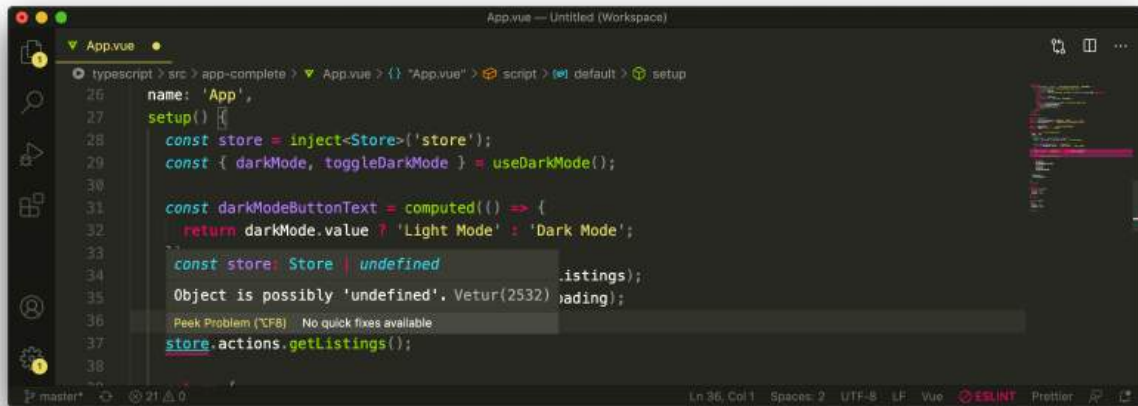 App.vue — Untitled (Workspace)
App.vue
typescript > src > app-complete > App.vue > {} "App.vue" > script > default > setup
26 name: 'App',
27 setup() {
28 const store = inject<Store>('store');
29 const { darkMode, toggleDarkMode } = useDarkMode();
30
31 const darkModeButtonText = computed(() => {
32 return darkMode.value ? 'Light Mode' : 'Dark Mode';
33
const store: Store | undefined
34 Listings);
Object is possibly 'undefined'. Vetur(2532)
35 oading);
36
Peek Problem (⌥F8) No quick fixes available
37 store.actions.getListings();
38
1
1
master* 21 0 Ln 36, Col 1 Spaces: 2 UTF-8 LF Vue ESLINT Prettier